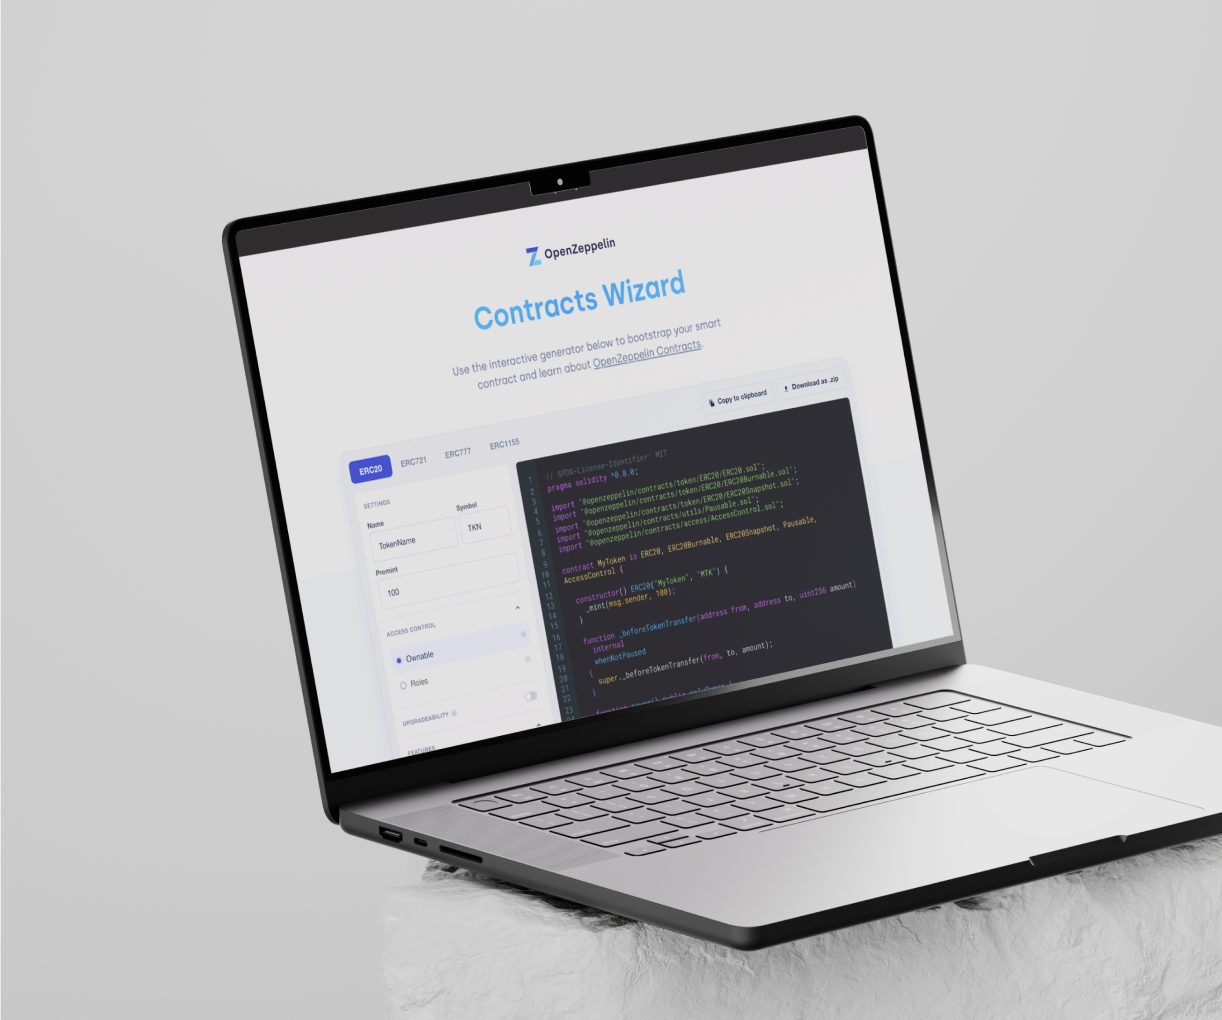 OpenZeppelin
Contracts Wizard
Use the interactive generator below to bootstrap your smart
contract and learn about OpenZeppelin Contracts.
Copy to clipboard
Download as .zip
ERC20
ERC721
ERC777
ERC1155
SETTINGS
Name
Symbol
TokenName
TKN
Premint
100
ACCESS CONTROL
Ownable
Roles
UPGRADEABILITY
FEATURES
1 // SPDX-License-Identifier: MIT
2 pragma solidity ^0.8.0;
3
4 import "@openzeppelin/contracts/token/ERC20/ERC20.sol";
5 import "@openzeppelin/contracts/token/ERC20/ERC20Burnable.sol";
6 import "@openzeppelin/contracts/token/ERC20/ERC20Snapshot.sol";
7 import "@openzeppelin/contracts/utils/Pausable.sol";
8 import "@openzeppelin/contracts/access/AccessControl.sol";
9
10 contract MyToken is ERC20, ERC20Burnable, ERC20Snapshot, Pausable,
11 AccessControl {
12
13 constructor() ERC20("MyToken", "MTK") {
14 _mint(msg.sender, 100);
15 }
16
17 function _beforeTokenTransfer(address from, address to, uint256 amount)
18 internal
19 whenNotPaused
20 {
21 super._beforeTokenTransfer(from, to, amount);
22 }
23